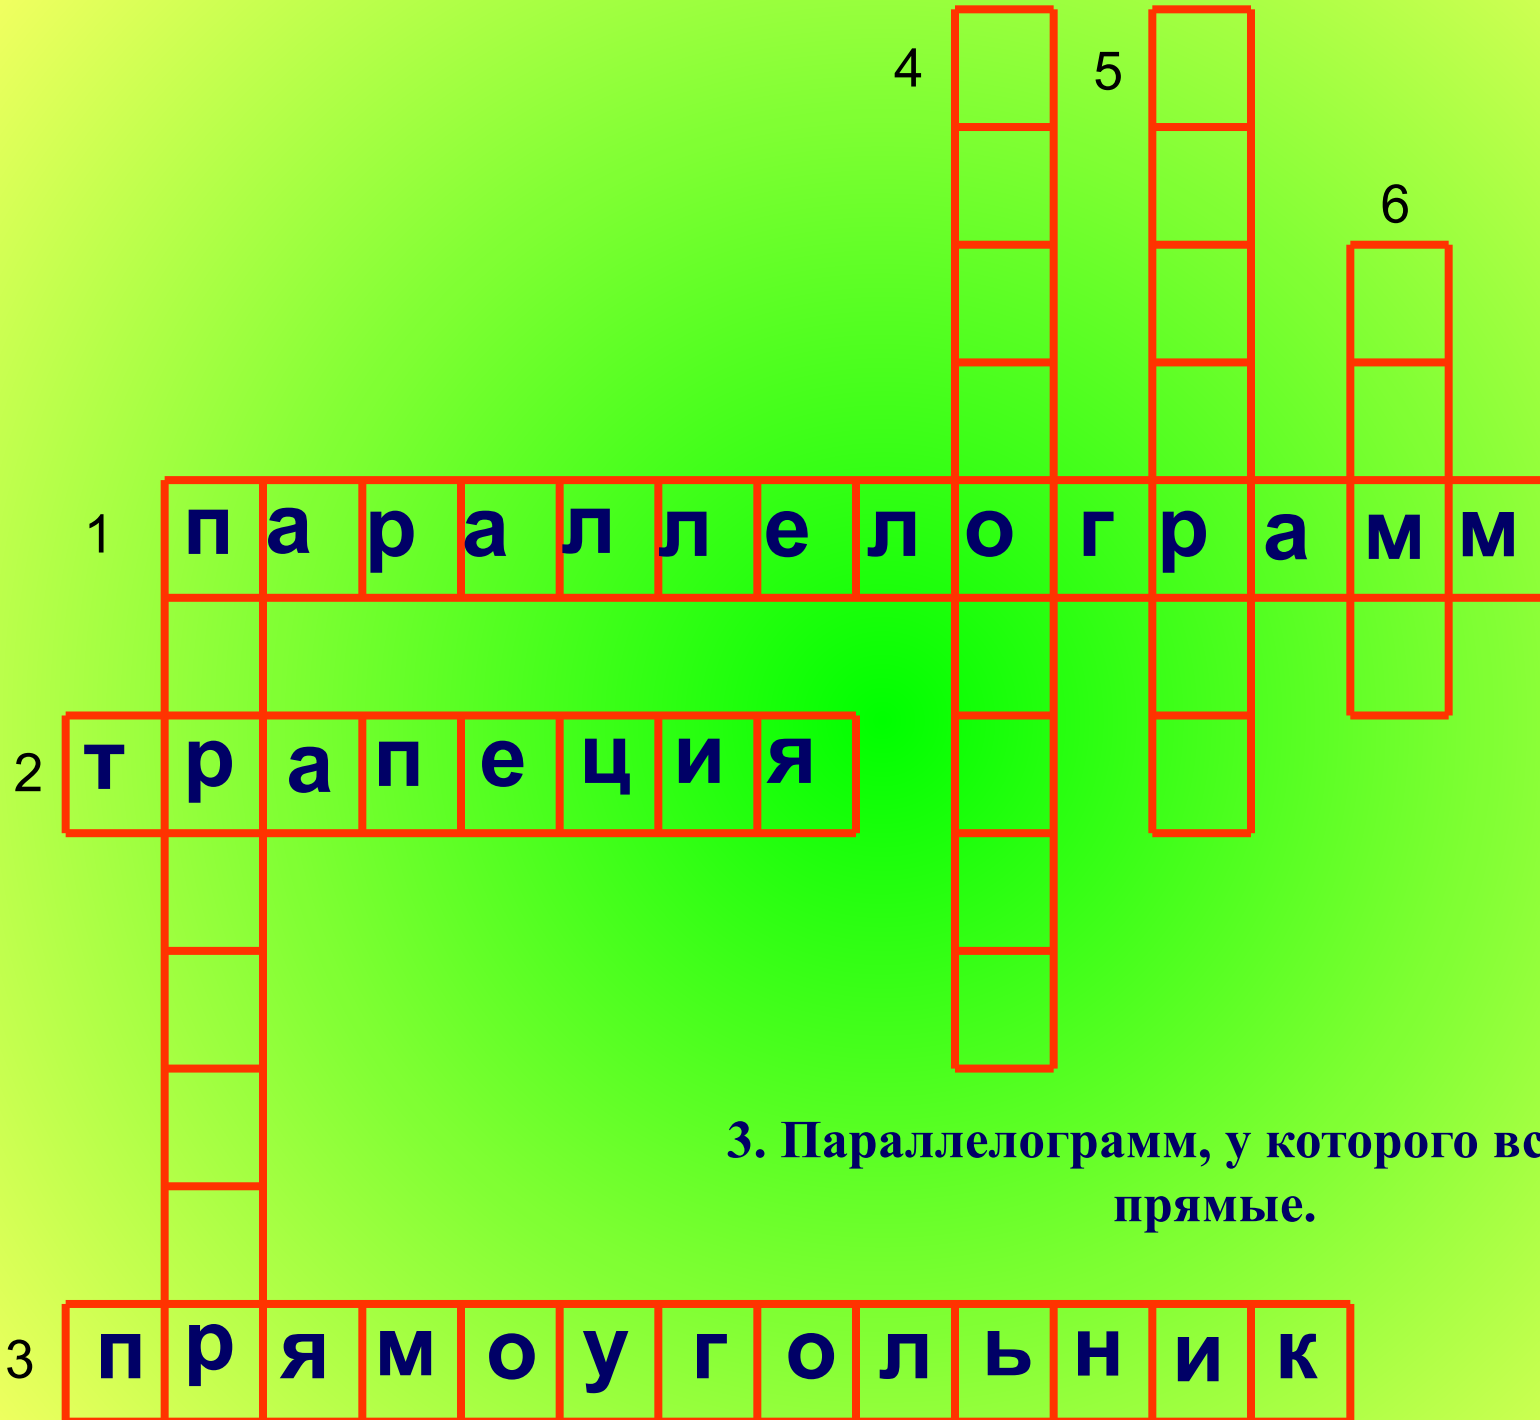 4 5
6
1 параллелограмм
2 трапеция
3. Параллелограмм, у которого вс
прямые.
3 прямоугольник